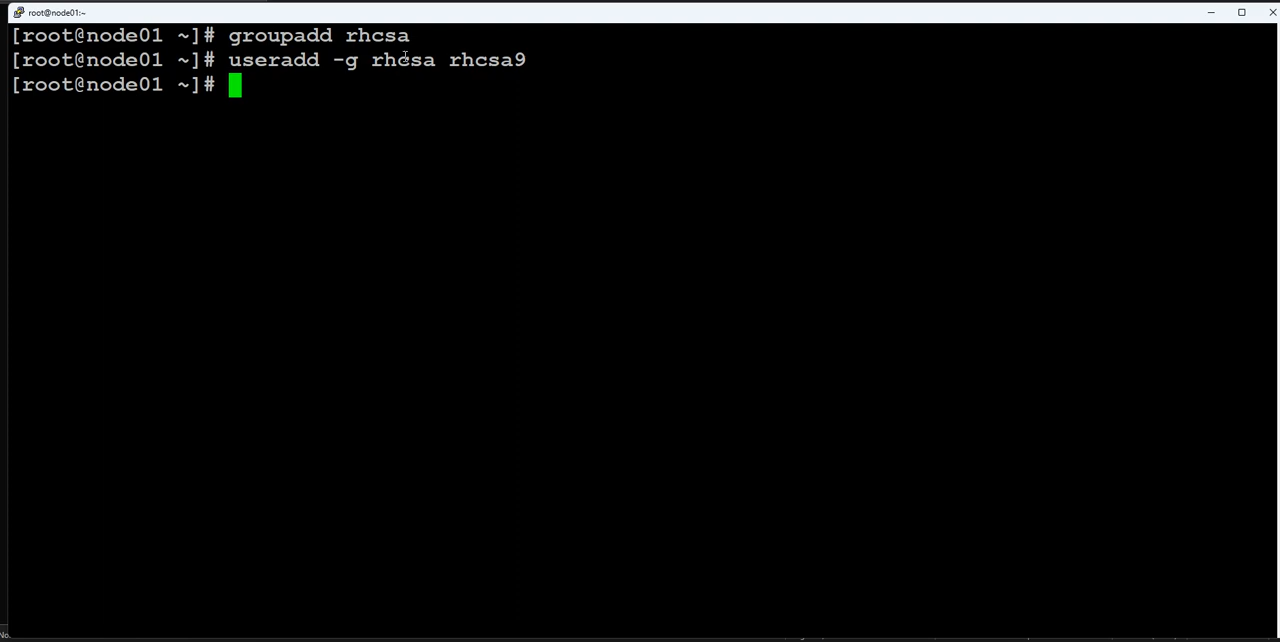 root@node01:~
[root@node01 ~]# groupadd rhcsa
[root@node01 ~]# useradd -g rhcsa rhcsa9
[root@node01 ~]#